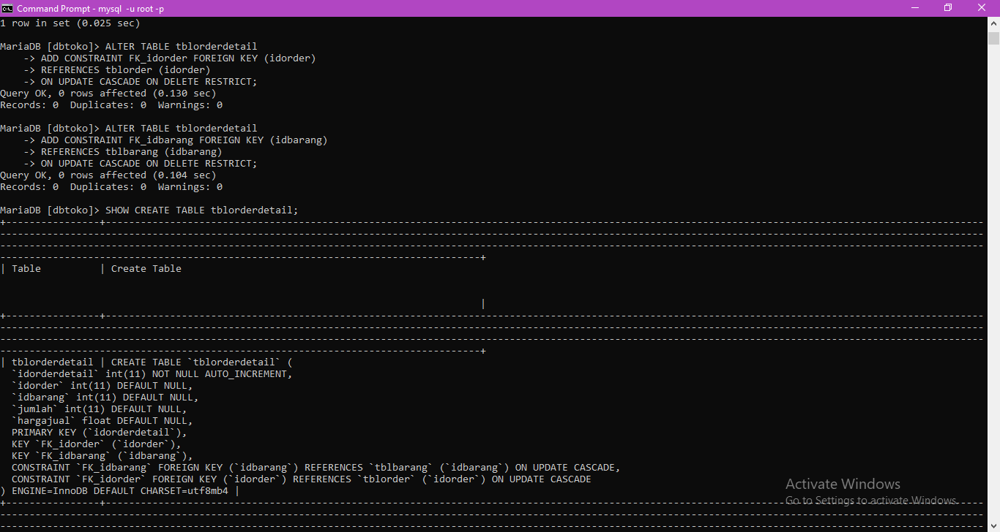 Command Prompt - mysql -u root -p
1 row in set (0.025 sec)
MariaDB [dbtoko]> ALTER TABLE tblorderdetail
    -> ADD CONSTRAINT FK_idorder FOREIGN KEY (idorder)
    -> REFERENCES tblorder (idorder)
    -> ON UPDATE CASCADE ON DELETE RESTRICT;
Query OK, 0 rows affected (0.130 sec)
Records: 0  Duplicates: 0  Warnings: 0
MariaDB [dbtoko]> ALTER TABLE tblorderdetail
    -> ADD CONSTRAINT FK_idbarang FOREIGN KEY (idbarang)
    -> REFERENCES tblbarang (idbarang)
    -> ON UPDATE CASCADE ON DELETE RESTRICT;
Query OK, 0 rows affected (0.104 sec)
Records: 0  Duplicates: 0  Warnings: 0
MariaDB [dbtoko]> SHOW CREATE TABLE tblorderdetail;
| Table          | Create Table
|
| tblorderdetail | CREATE TABLE `tblorderdetail` (
  `idorderdetail` int(11) NOT NULL AUTO_INCREMENT,
  `idorder` int(11) DEFAULT NULL,
  `idbarang` int(11) DEFAULT NULL,
  `jumlah` int(11) DEFAULT NULL,
  `hargajual` float DEFAULT NULL,
  PRIMARY KEY (`idorderdetail`),
  KEY `FK_idorder` (`idorder`),
  KEY `FK_idbarang` (`idbarang`),
  CONSTRAINT `FK_idbarang` FOREIGN KEY (`idbarang`) REFERENCES `tblbarang` (`idbarang`) ON UPDATE CASCADE,
  CONSTRAINT `FK_idorder` FOREIGN KEY (`idorder`) REFERENCES `tblorder` (`idorder`) ON UPDATE CASCADE
) ENGINE=InnoDB DEFAULT CHARSET=utf8mb4 |
Activate Windows
Go to Settings to activate Windows.